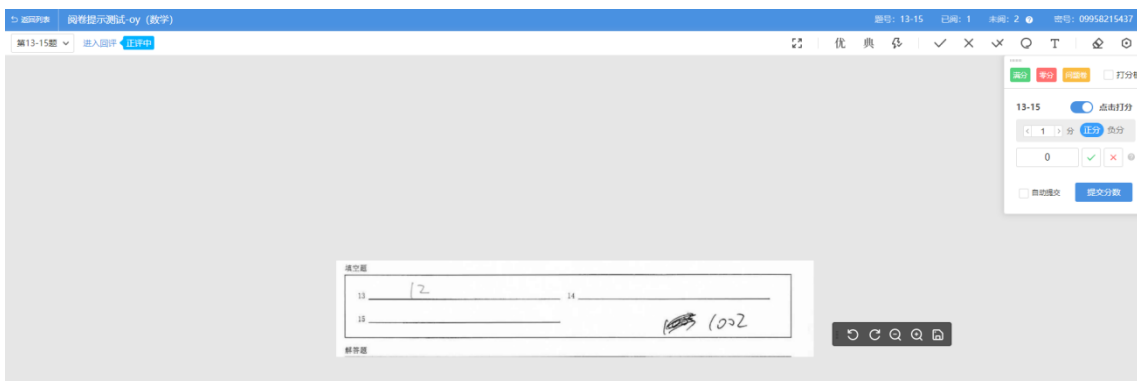 返回列表 阅卷提示测试-oy (数学) 题号: 13-15 已阅: 1 未阅: 2 密号: 09958215437
第13-15题 进入回评 正评中 优 典 T
满分 零分 问题卷 打分板
13-15 点击打分
1 分 正分 负分
0
自动提交 提交分数
填空题
13 12 14
15
1002
解答题